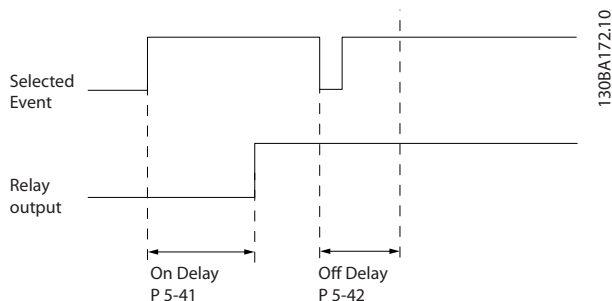 130BA172.10
Selected
Event
Relay
output
On Delay
P 5-41
Off Delay
P 5-42